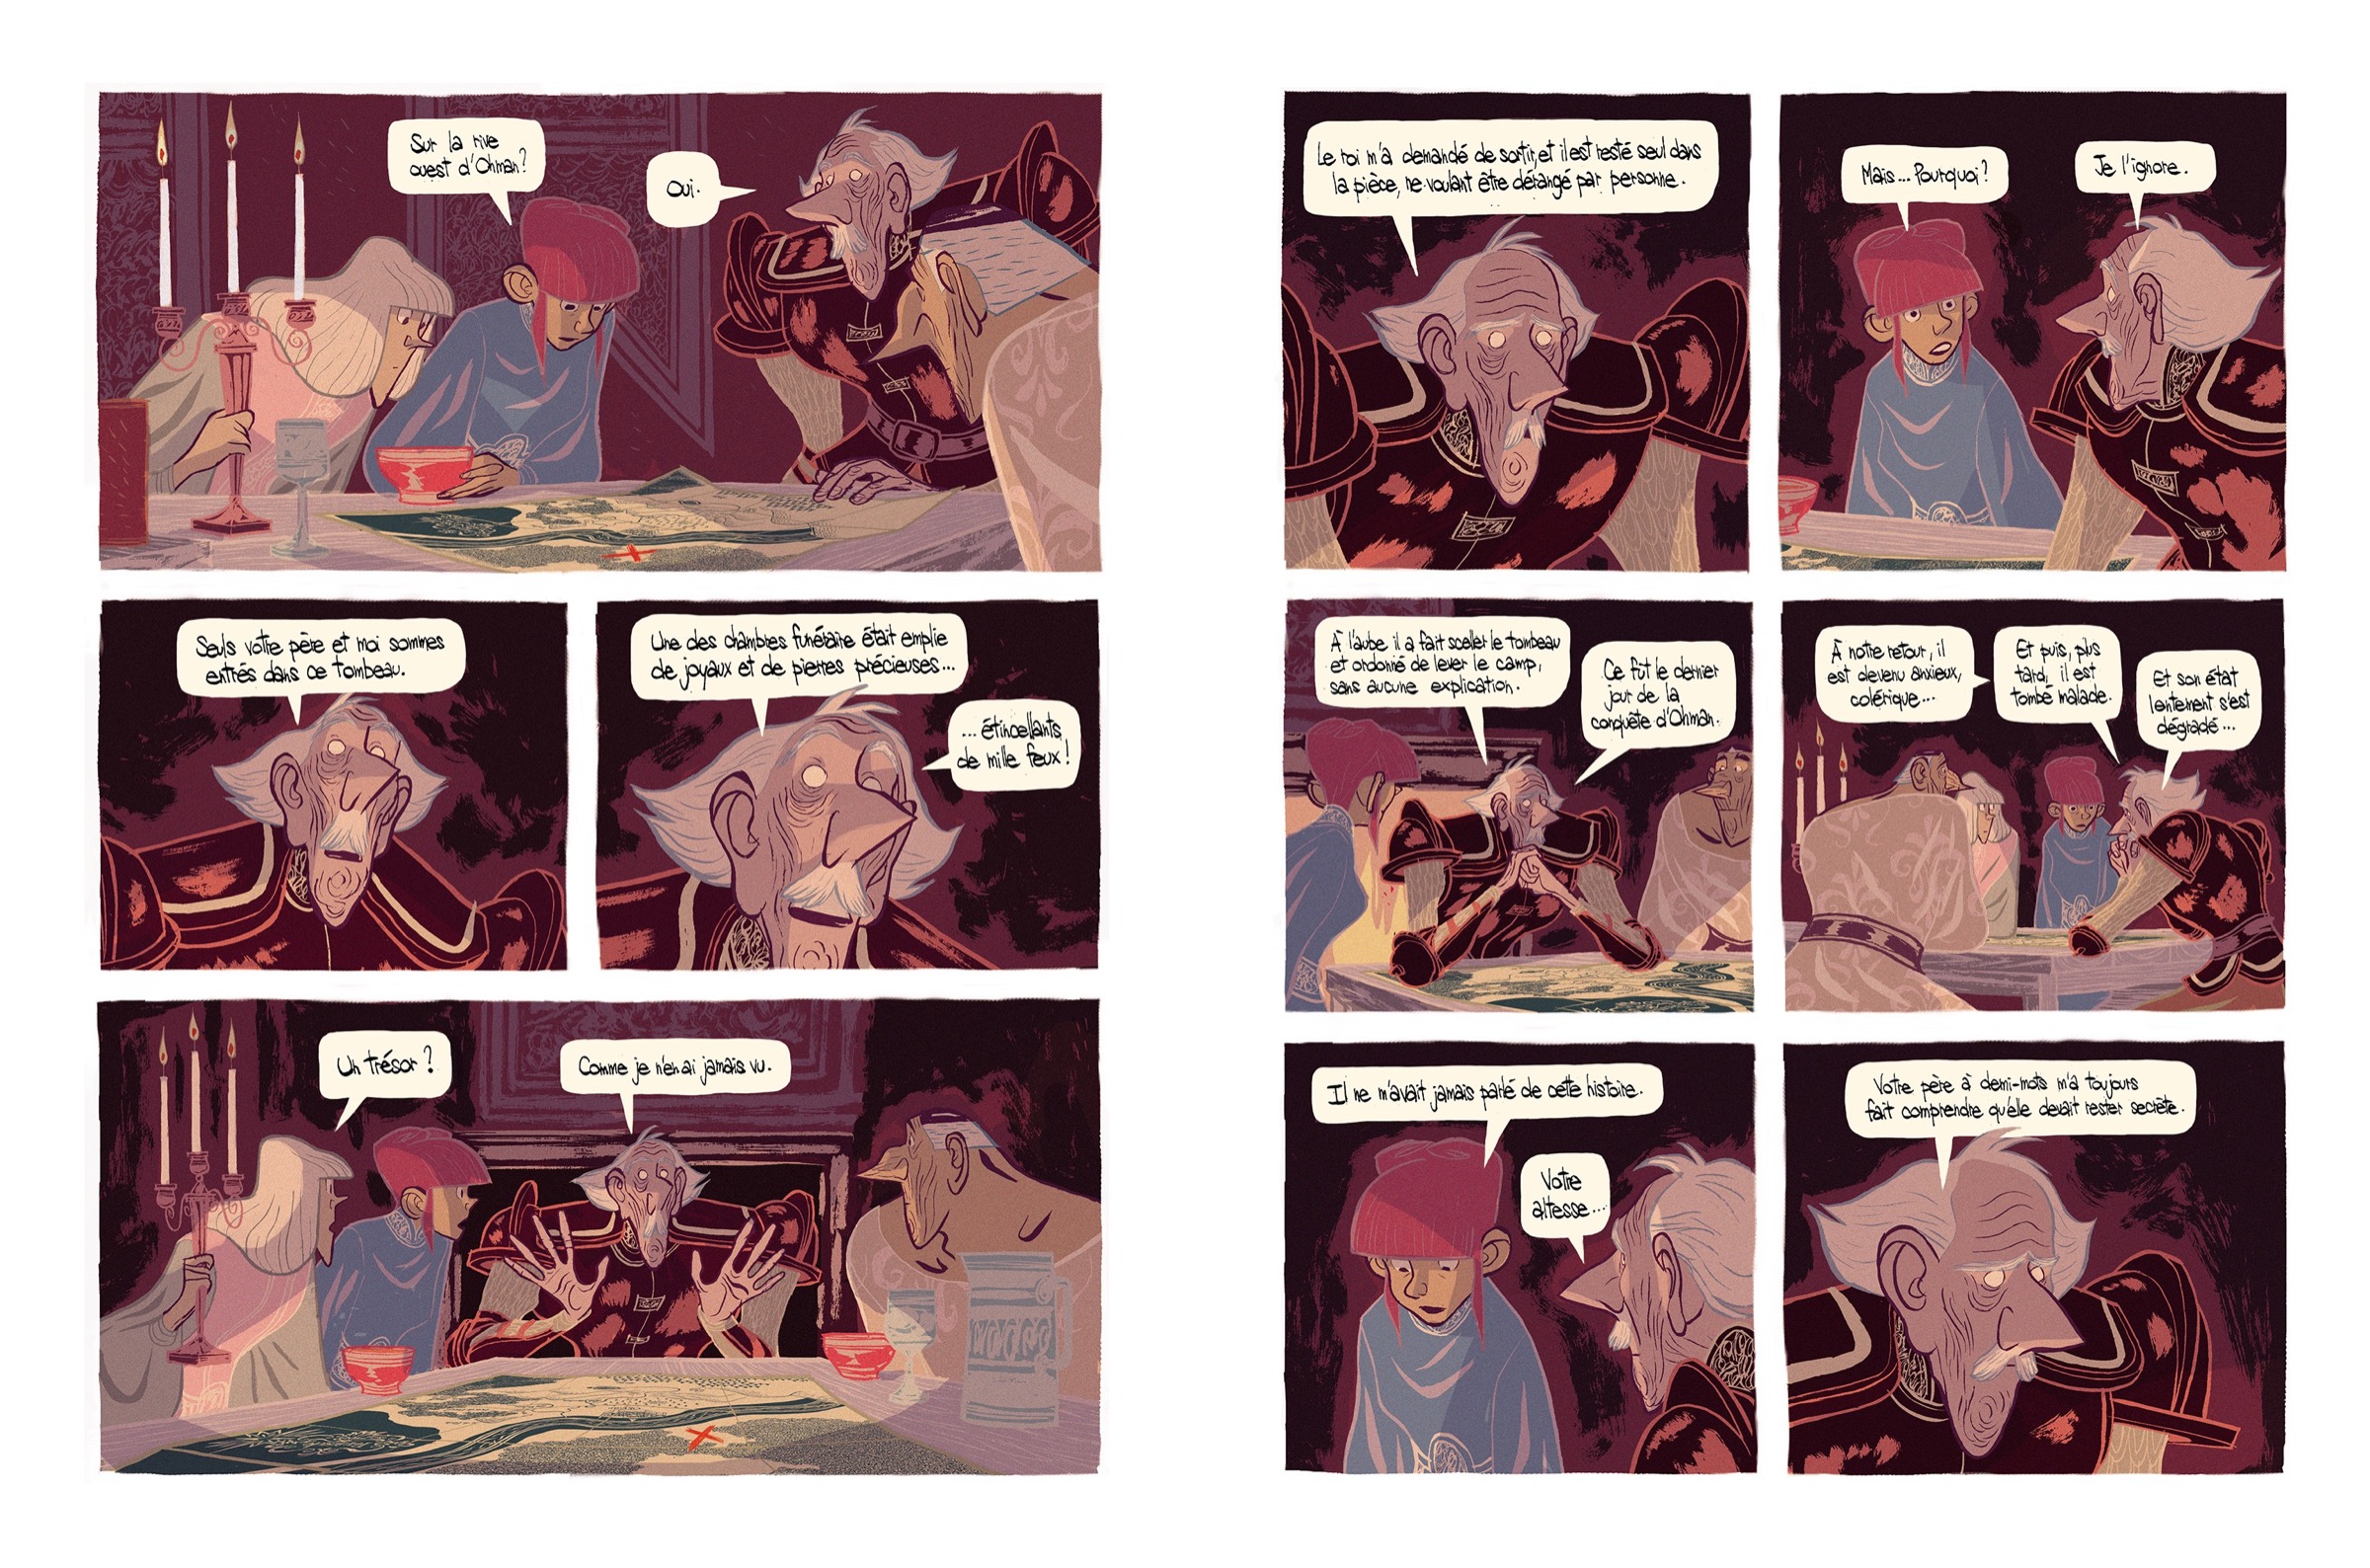 Sur la rive
ouest d'Ohman?
Oui.
Seuls votre père et moi sommes
entrés dans ce tombeau.
Une des chambres funéraire était emplie
de joyaux et de pierres précieuses...
... étincellants
de mille feux !
Un trésor ?
Comme je n'en ai jamais vu.
Le roi m'a demandé de sortir, et il est resté seul dans
la pièce, ne voulant être dérangé par personne.
Mais... Pourquoi ?
Je l'ignore.
À l'aube il a fait sceller le tombeau
et ordonné de lever le camp,
sans aucune explication.
Ce fut le dernier
jour de la
conquête d'Ohman.
À notre retour, il
est devenu anxieux,
colérique...
Et puis, plus
tard, il est
tombé malade.
Et son état
lentement s'est
dégradé...
Il ne m'avait jamais parlé de cette histoire.
Votre
altesse...
Votre père à demi-mots m'a toujours
fait comprendre qu'elle devait rester secrète.